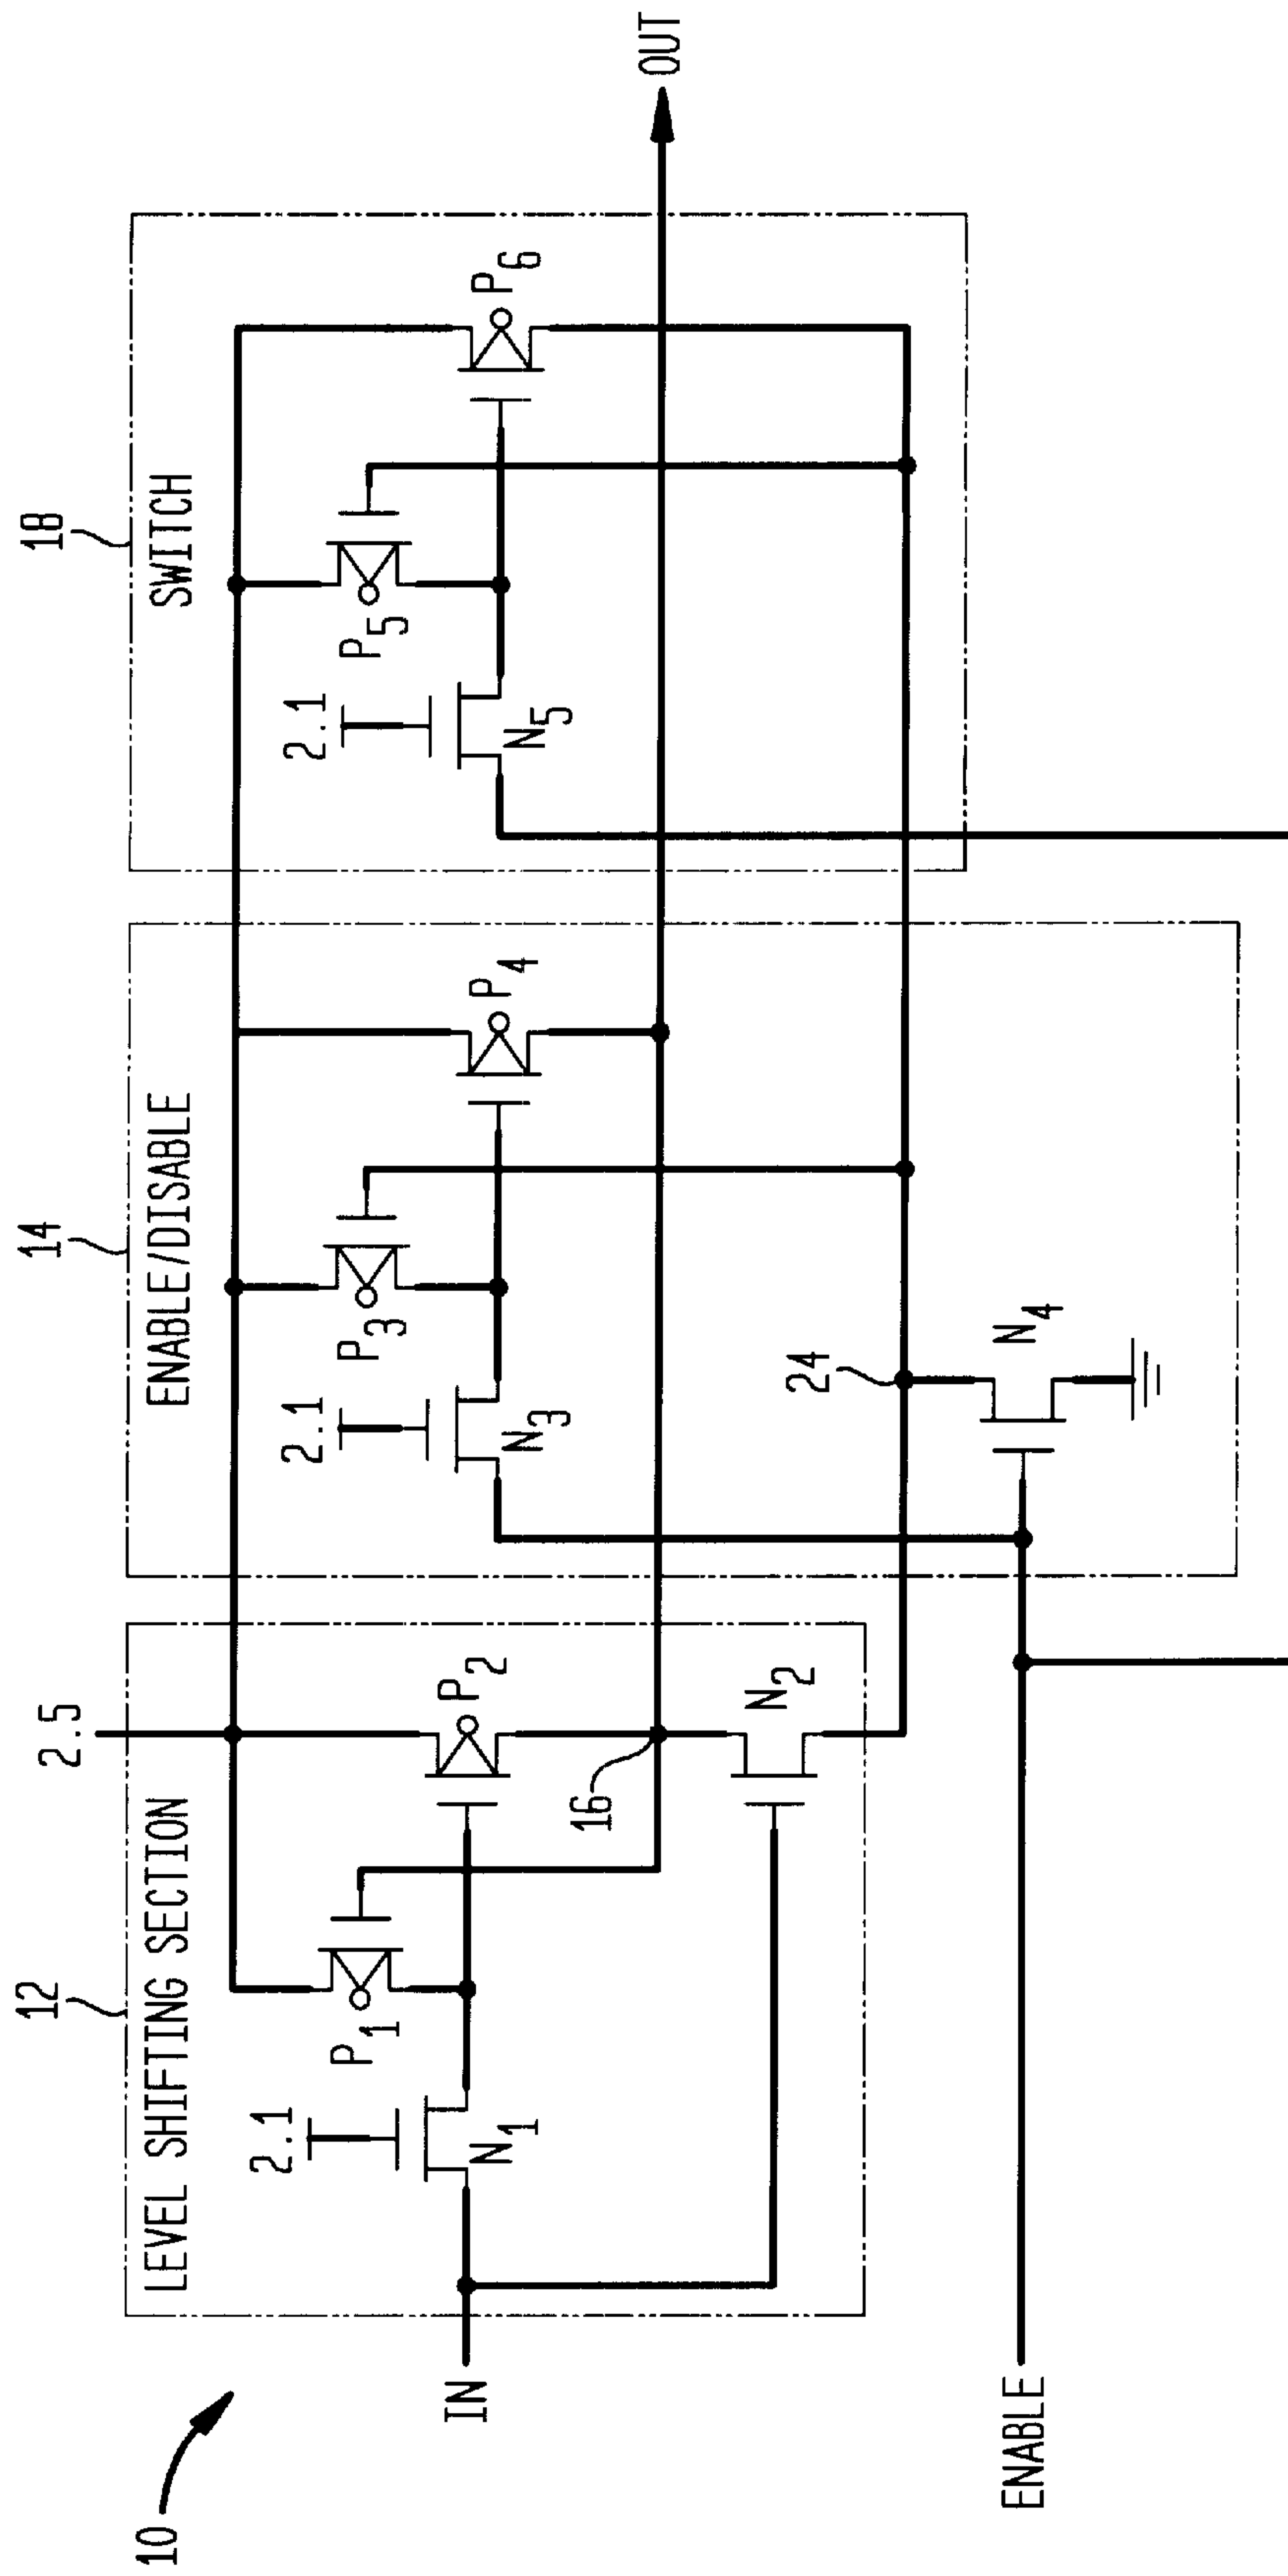 10
12
LEVEL SHIFTING SECTION
2.5
14
ENABLE/DISABLE
18
SWITCH
2.1
P1
N1
P2
16
N2
IN
2.1
P3
N3
P4
24
N4
2.1
P5
N5
P6
OUT
ENABLE